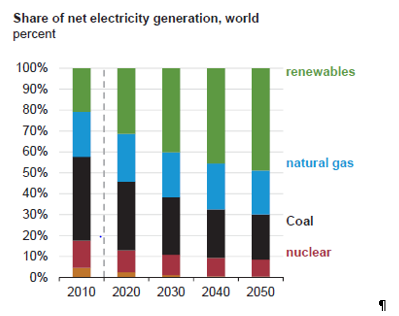 Share of net electricity generation, world
percent
100%
90%
80%
70%
60%
50%
40%
30%
20%
10%
0%
renewables
natural gas
Coal
nuclear
2010 2020 2030 2040 2050
¶